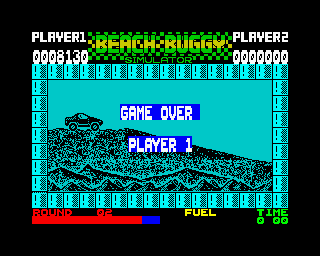 PLAYER1 BEACH BUGGY PLAYER2
0008130 SIMULATOR 0000000
GAME OVER
PLAYER 1
ROUND 02 FUEL TIME
0 00